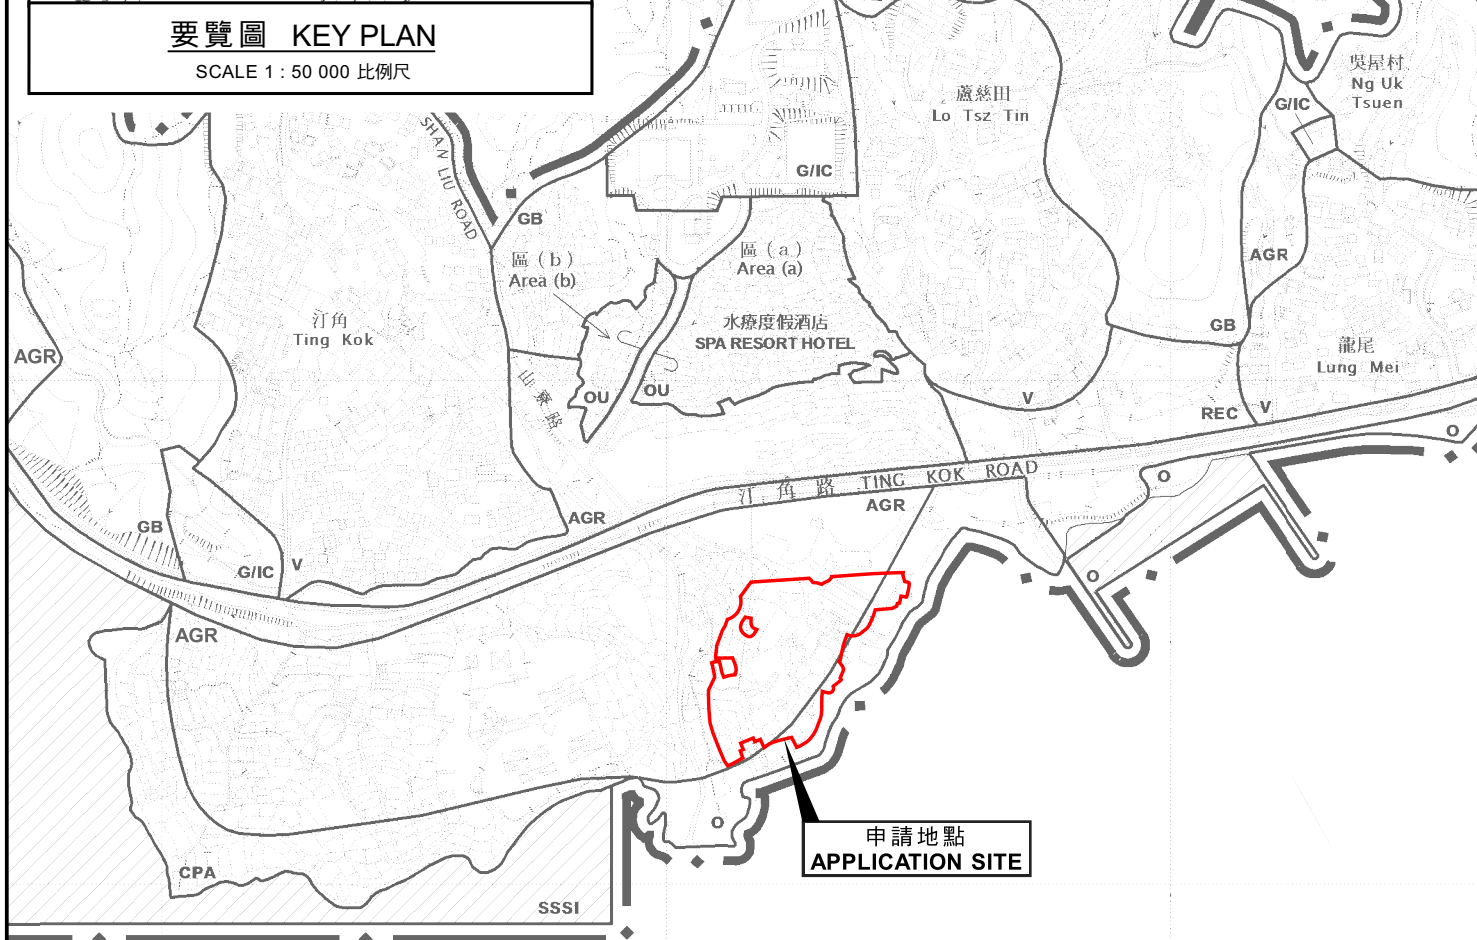 要覽圖 KEY PLAN
SCALE 1 : 50 000 比例尺
吳屋村
Ng Uk
Tsuen
G/IC
蘆慈田
Lo Tsz Tin
SHAN LIU ROAD
G/IC
GB
區 ( b )
Area (b)
區 ( a )
Area (a)
AGR
汀角
Ting Kok
水療度假酒店
SPA RESORT HOTEL
GB
龍尾
Lung Mei
AGR
山寮路
OU
OU
V
REC
V
O
汀角路 TING KOK ROAD
O
AGR
AGR
GB
G/IC
V
O
AGR
O
申請地點
APPLICATION SITE
CPA
SSSI